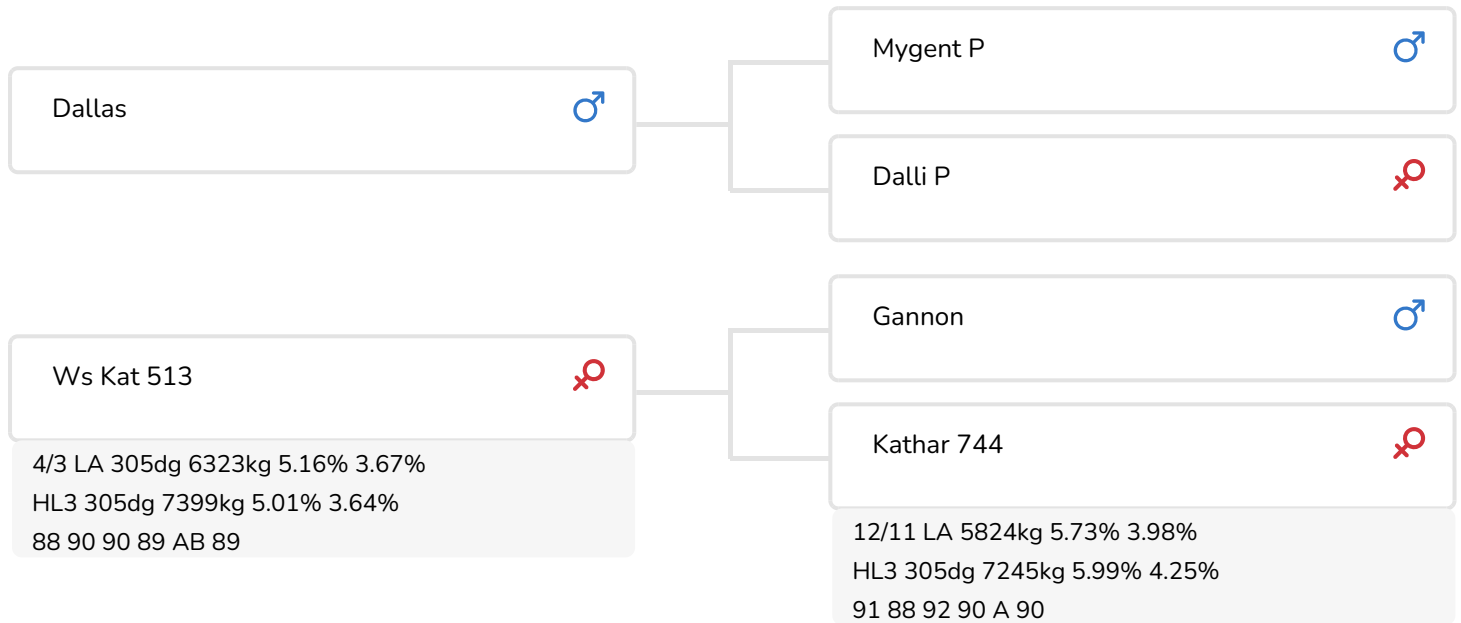 Mygent P
Dallas
Dalli P
Gannon
Ws Kat 513
4/3 LA 305dg 6323kg 5.16% 3.67%
HL3 305dg 7399kg 5.01% 3.64%
88 90 90 89 AB 89
Kathar 744
12/11 LA 5824kg 5.73% 3.98%
HL3 305dg 7245kg 5.99% 4.25%
91 88 92 90 A 90